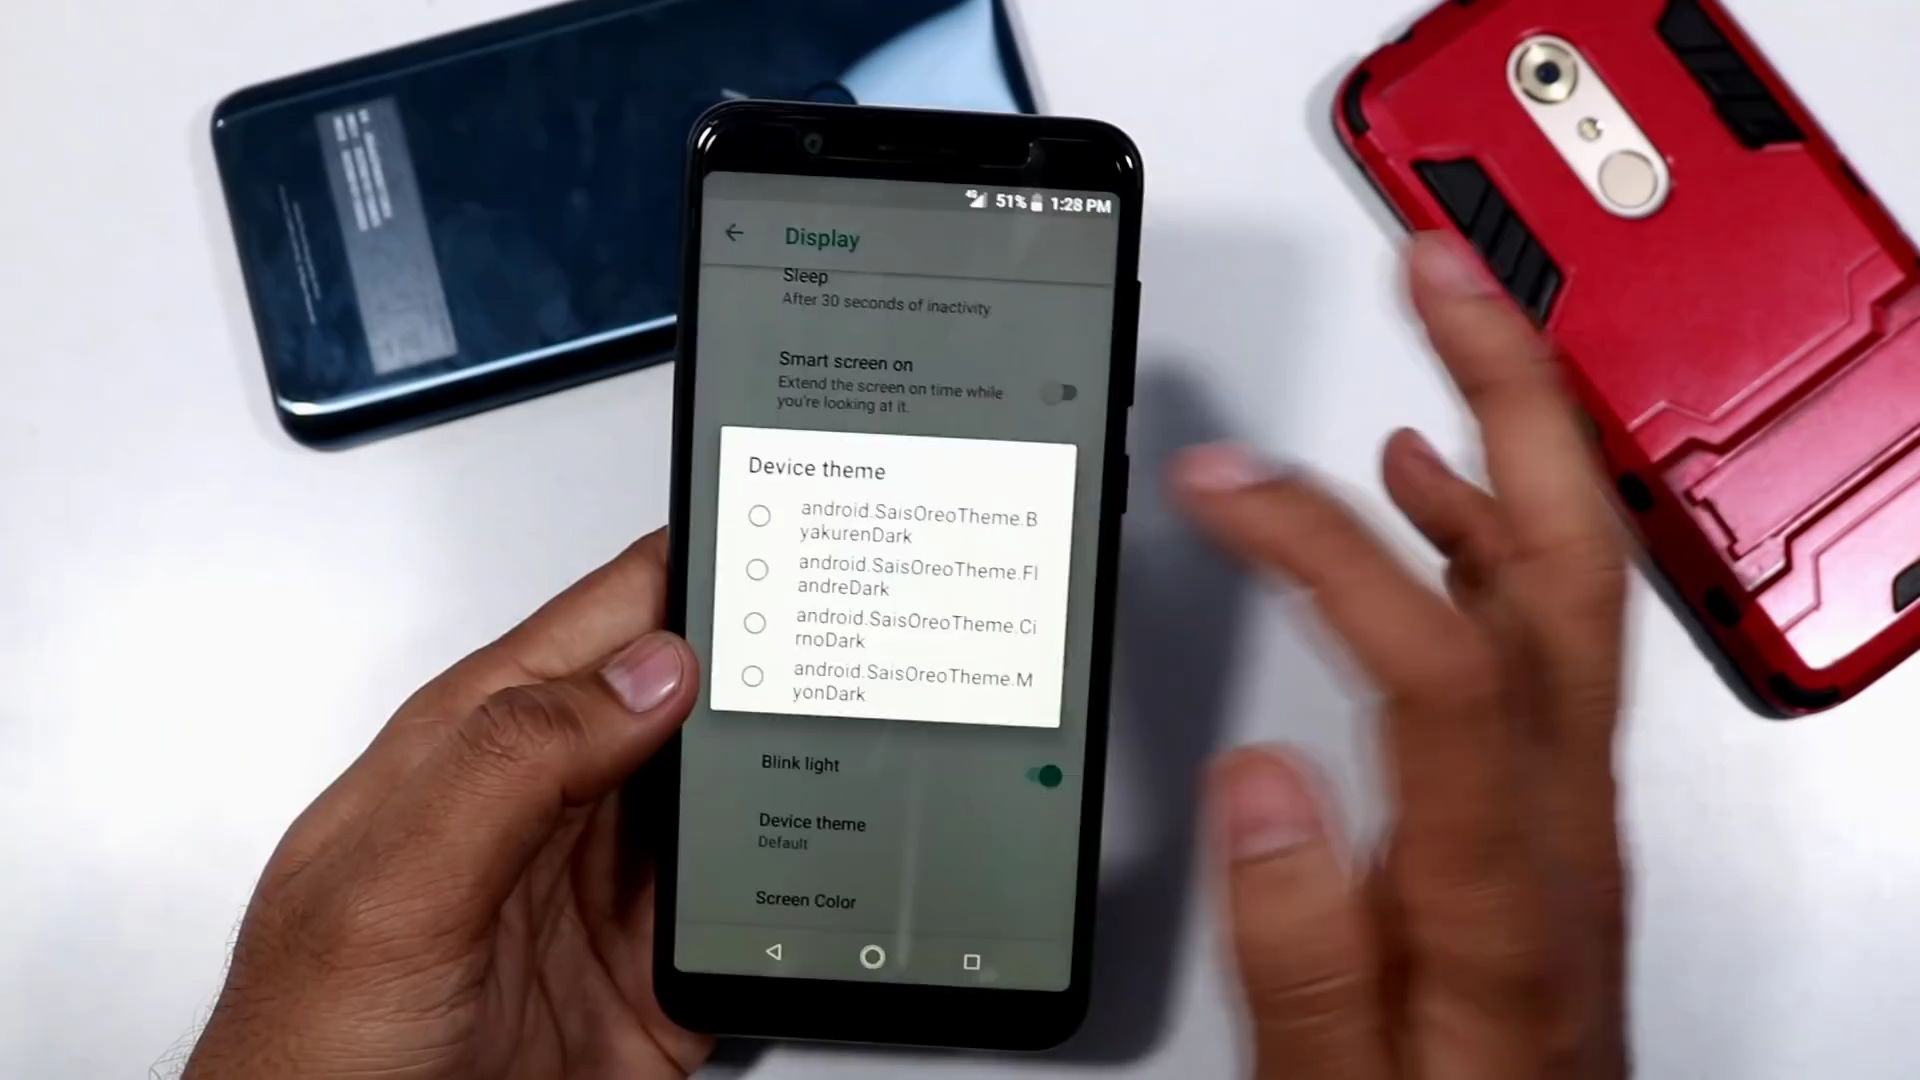 4G 51% 1:28 PM
Display
Sleep
After 30 seconds of inactivity
Smart screen on
Extend the screen on time while
you're looking at it.
Device theme
android.SaisOreoTheme.B
yakurenDark
android.SaisOreoTheme.Fl
andreDark
android.SaisOreoTheme.Ci
rnoDark
android.SaisOreoTheme.M
yonDark
Blink light
Device theme
Default
Screen Color